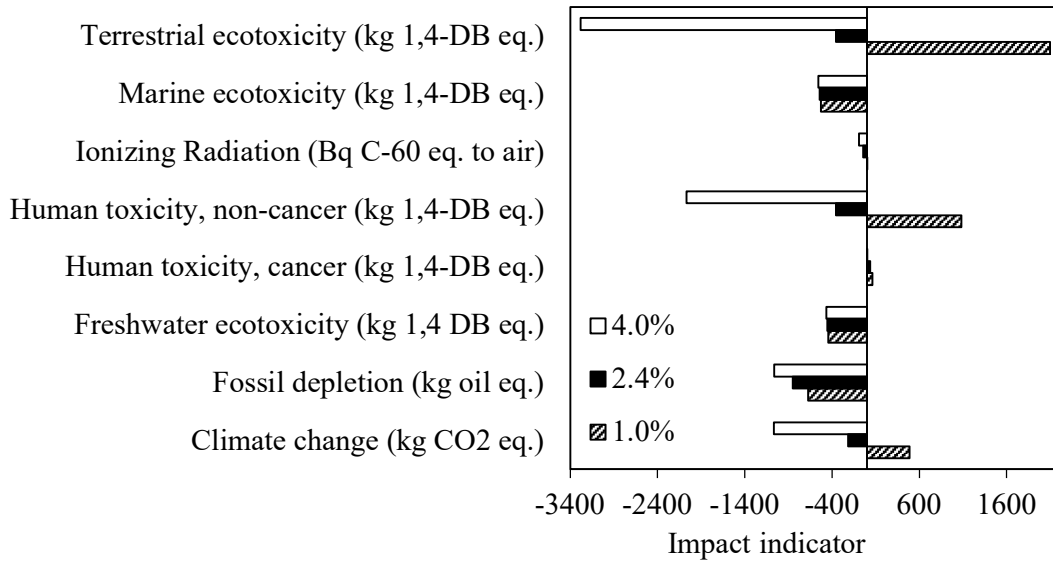 Terrestrial ecotoxicity (kg 1,4-DB eq.)
Marine ecotoxicity (kg 1,4-DB eq.)
Ionizing Radiation (Bq C-60 eq. to air)
Human toxicity, non-cancer (kg 1,4-DB eq.)
Human toxicity, cancer (kg 1,4-DB eq.)
Freshwater ecotoxicity (kg 1,4 DB eq.)
Fossil depletion (kg oil eq.)
Climate change (kg CO2 eq.)
4.0%
2.4%
1.0%
-3400 -2400 -1400 -400 600 1600
Impact indicator